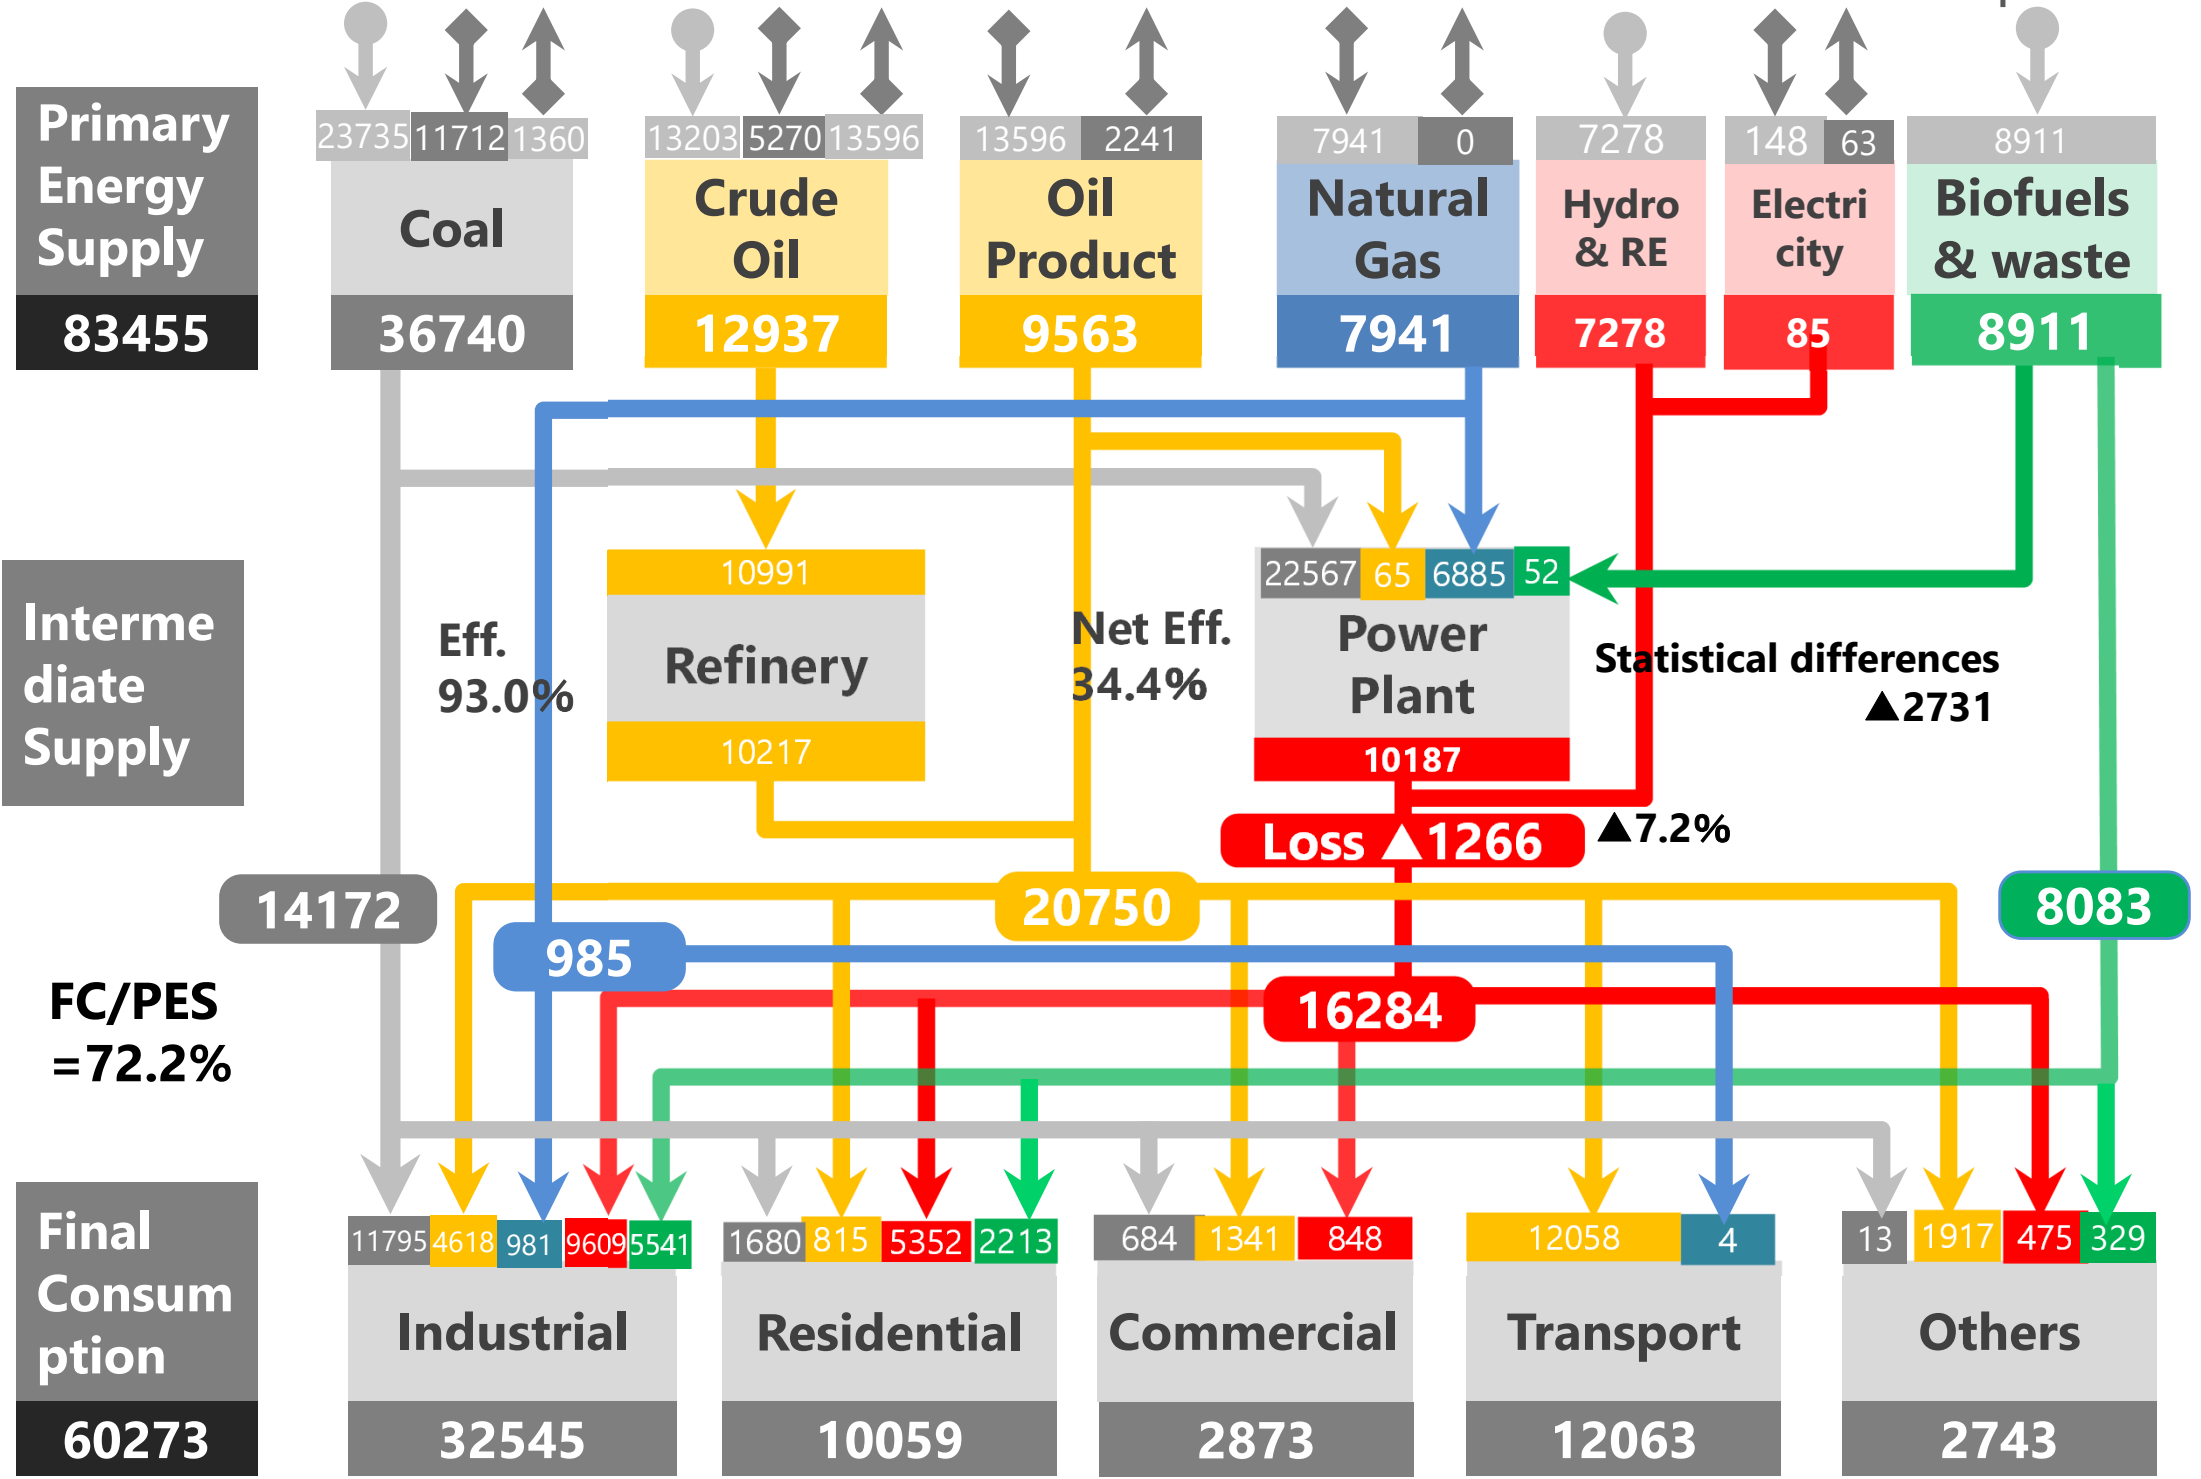 23735 11712 1360 13203 5270 13596 13596 2241 7941 0 7278 148 63 8911
Primary
Energy
Supply
83455
Coal
36740
Crude
Oil
12937
Oil
Product
9563
Natural
Gas
7941
Hydro
& RE
7278
Electri
city
85
Biofuels
& waste
8911
Interme
diate
Supply
Eff.
93.0%
10991
Refinery
10217
Net Eff.
34.4%
22567 65 6885 52
Power
Plant
10187
Statistical differences
▲2731
Loss ▲1266
▲7.2%
14172
20750
8083
985
16284
FC/PES
=72.2%
Final
Consum
ption
60273
11795 4618 981 9609 5541
Industrial
32545
1680 815 5352 2213
Residential
10059
684 1341 848
Commercial
2873
12058 4
Transport
12063
13 1917 475 329
Others
2743